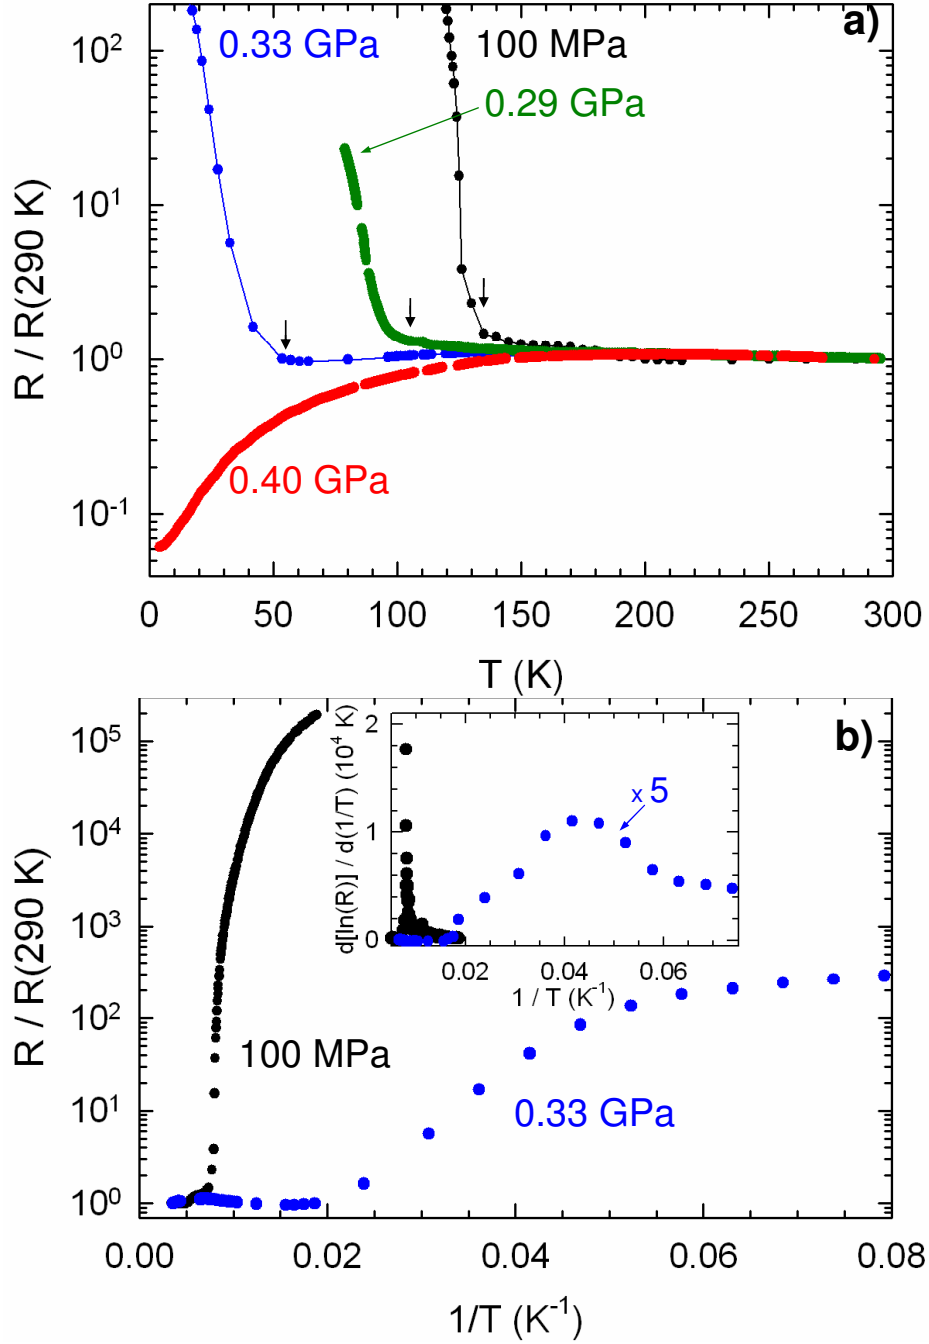 a)
10²
0.33 GPa
100 MPa
0.29 GPa
10¹
10⁰
0.40 GPa
10⁻¹
R / R(290 K)
0 50 100 150 200 250 300
T (K)
b)
10⁵
10⁴
10³
10²
10¹
10⁰
R / R(290 K)
2
1
0
d[ln(R)] / d(1/T) (10⁴ K)
x 5
0.02 0.04 0.06
1 / T (K⁻¹)
100 MPa
0.33 GPa
0.00 0.02 0.04 0.06 0.08
1/T (K⁻¹)